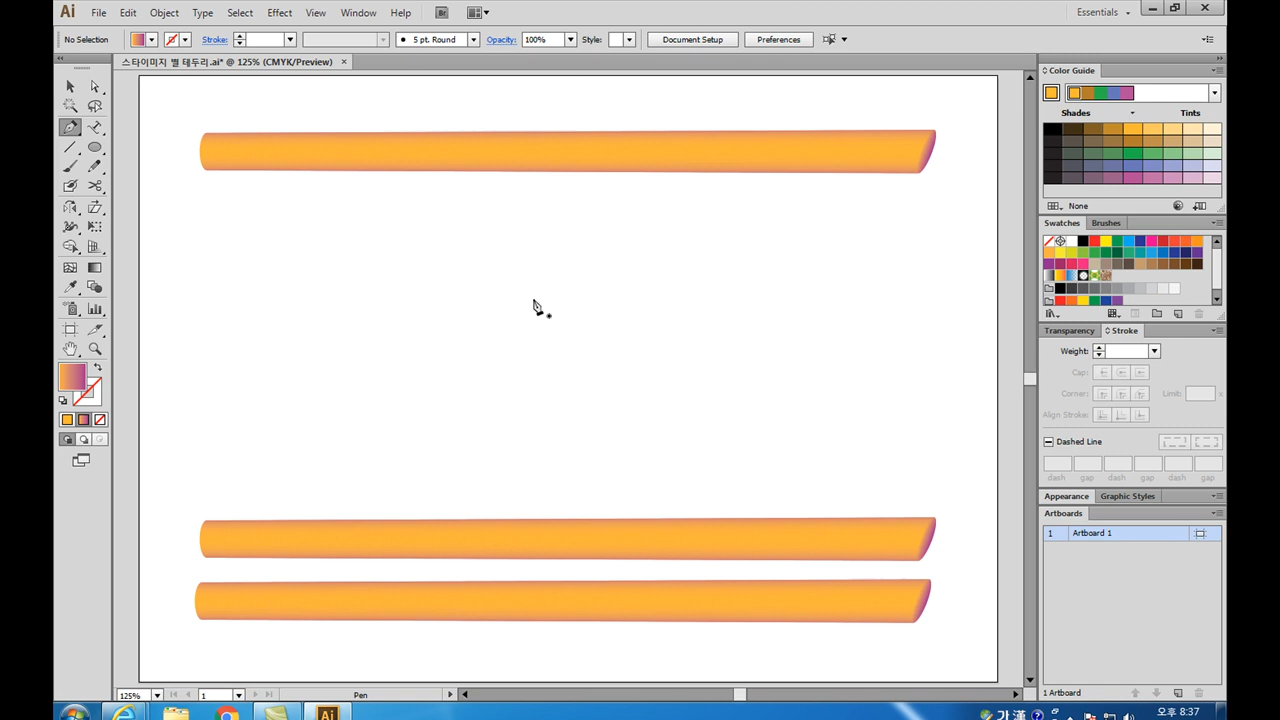 Ai File Edit Object Type Select Effect View Window Help Br Essentials
No Selection Stroke: 5 pt. Round Opacity: 100% Style: Document Setup Preferences
스타이미지 별 테두리.ai* @ 125% (CMYK/Preview) ×
Color Guide
Shades Tints
None
Swatches Brushes
Transparency Stroke
Weight:
Cap:
Corner: Limit: x
Align Stroke:
Dashed Line
dash gap dash gap dash gap
Appearance Graphic Styles
Artboards
1 Artboard 1
1 Artboard
125% 1 Pen
Ai 가 漢 오후 8:37